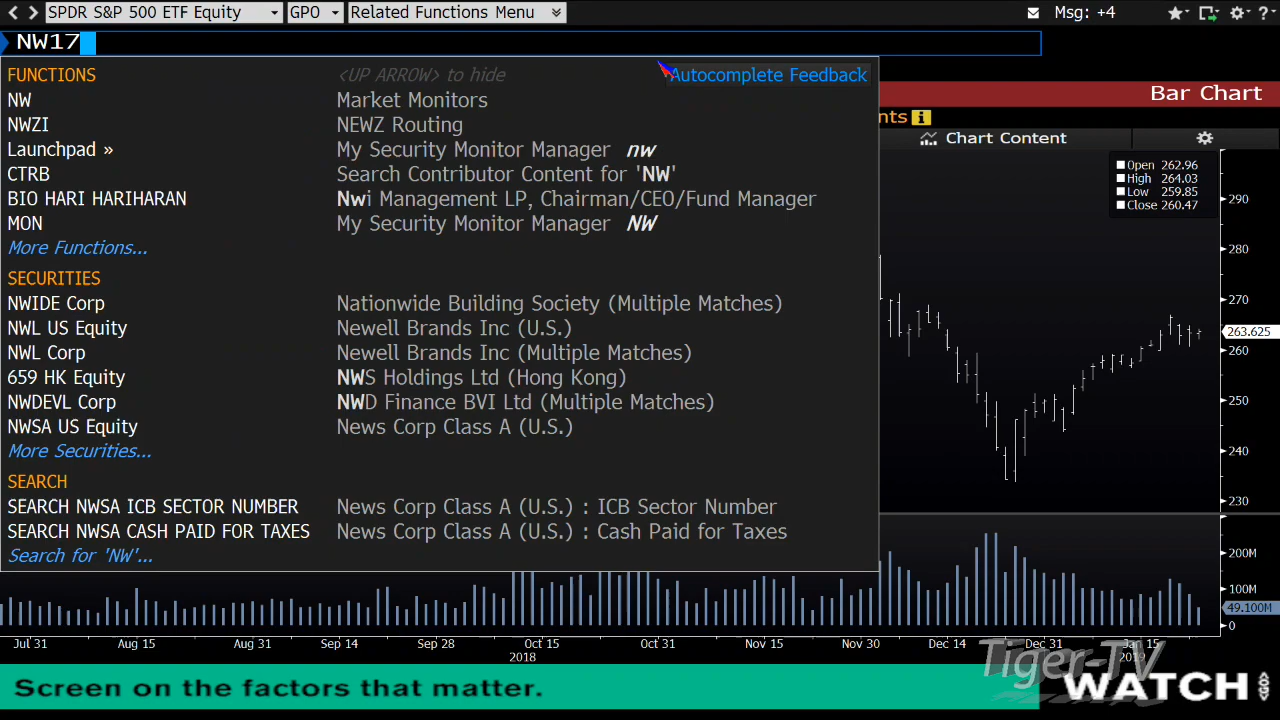 SPDR S&P 500 ETF Equity GPO Related Functions Menu Msg: +4 ?
NW17
FUNCTIONS <UP ARROW> to hide Autocomplete Feedback
NW Market Monitors
NWZI NEWZ Routing
Launchpad » My Security Monitor Manager nw
CTRB Search Contributor Content for 'NW'
BIO HARI HARIHARAN Nwi Management LP, Chairman/CEO/Fund Manager
MON My Security Monitor Manager NW
More Functions...
SECURITIES
NWIDE Corp Nationwide Building Society (Multiple Matches)
NWL US Equity Newell Brands Inc (U.S.)
NWL Corp Newell Brands Inc (Multiple Matches)
659 HK Equity NWS Holdings Ltd (Hong Kong)
NWDEVL Corp NWD Finance BVI Ltd (Multiple Matches)
NWSA US Equity News Corp Class A (U.S.)
More Securities...
SEARCH
SEARCH NWSA ICB SECTOR NUMBER News Corp Class A (U.S.) : ICB Sector Number
SEARCH NWSA CASH PAID FOR TAXES News Corp Class A (U.S.) : Cash Paid for Taxes
Search for 'NW'...
Bar Chart
nts i
Chart Content
Open 262.96
High 264.03
Low 259.85
Close 260.47
290
280
270
263.625
260
250
240
230
200M
100M
49.100M
0
Jul 31 Aug 15 Aug 31 Sep 14 Sep 28 Oct 15 Oct 31 Nov 15 Nov 30 Dec 14 Dec 31 Jan 15
2018 2019
Tiger-TV
Screen on the factors that matter.
WATCH